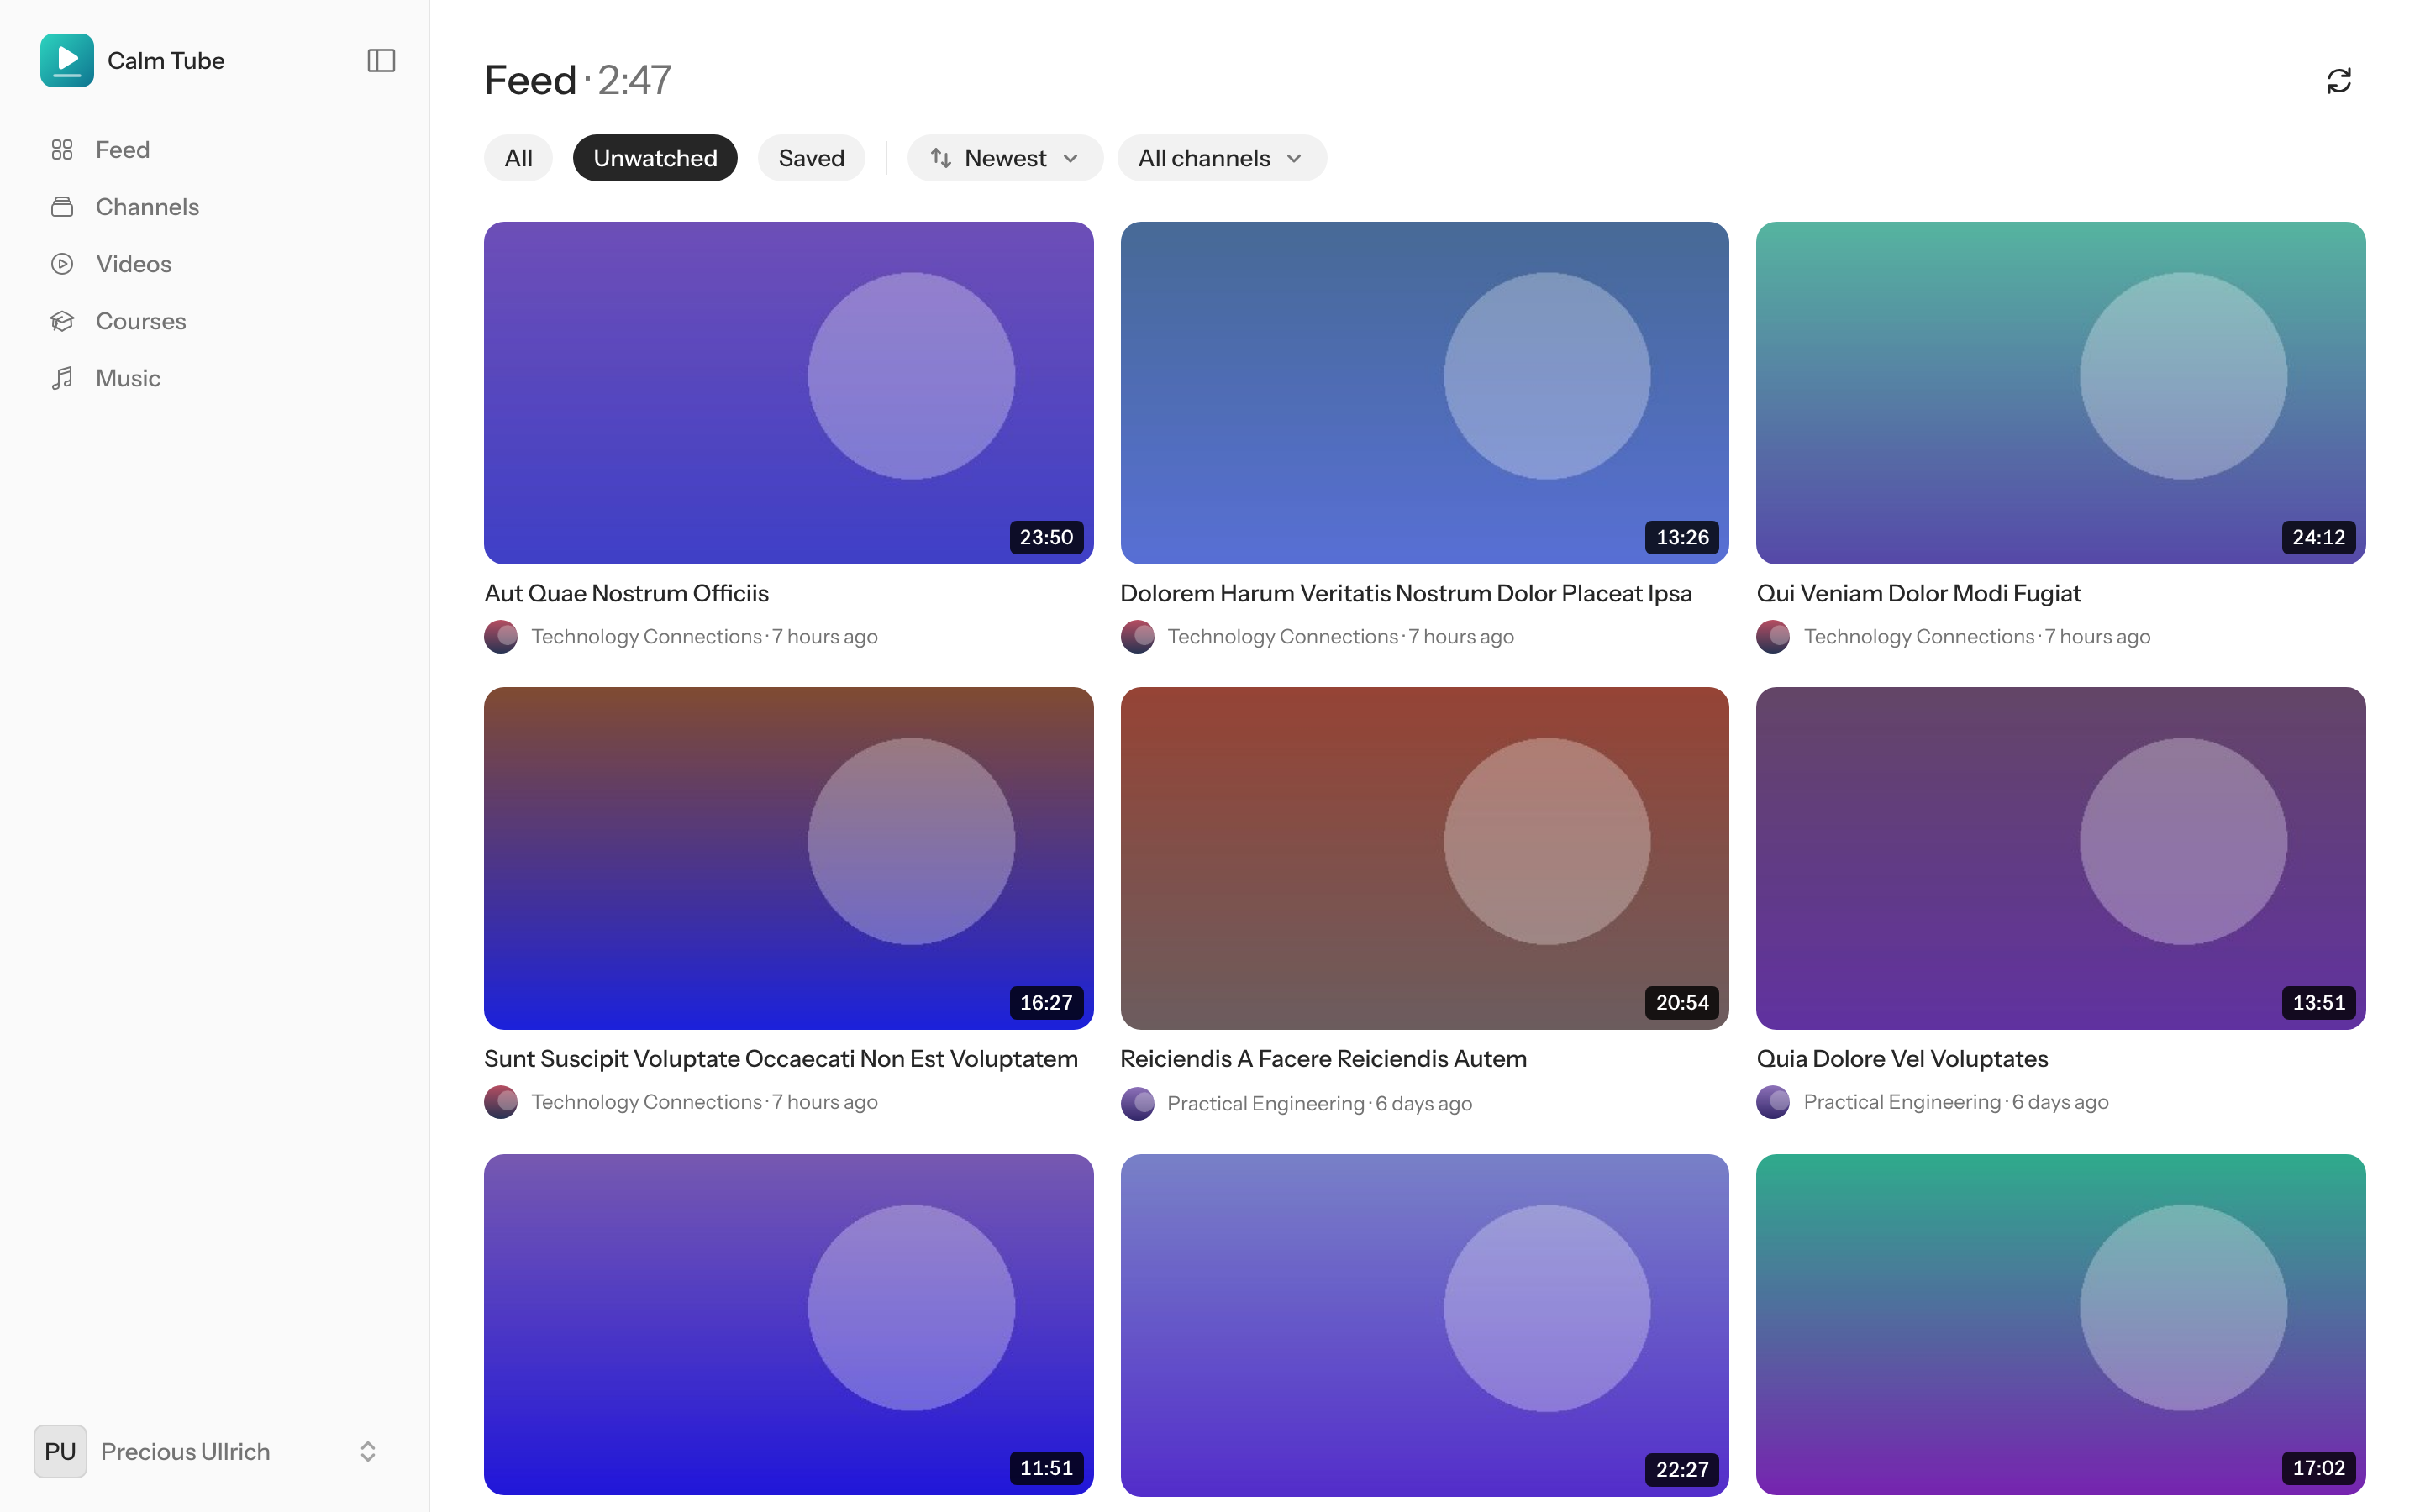 Calm Tube
Feed
Channels
Videos
Courses
Music
PU Precious Ullrich
Feed · 2:47
All Unwatched Saved Newest All channels
23:50
Aut Quae Nostrum Officiis
Technology Connections · 7 hours ago
13:26
Dolorem Harum Veritatis Nostrum Dolor Placeat Ipsa
Technology Connections · 7 hours ago
24:12
Qui Veniam Dolor Modi Fugiat
Technology Connections · 7 hours ago
16:27
Sunt Suscipit Voluptate Occaecati Non Est Voluptatem
Technology Connections · 7 hours ago
20:54
Reiciendis A Facere Reiciendis Autem
Practical Engineering · 6 days ago
13:51
Quia Dolore Vel Voluptates
Practical Engineering · 6 days ago
11:51
22:27
17:02